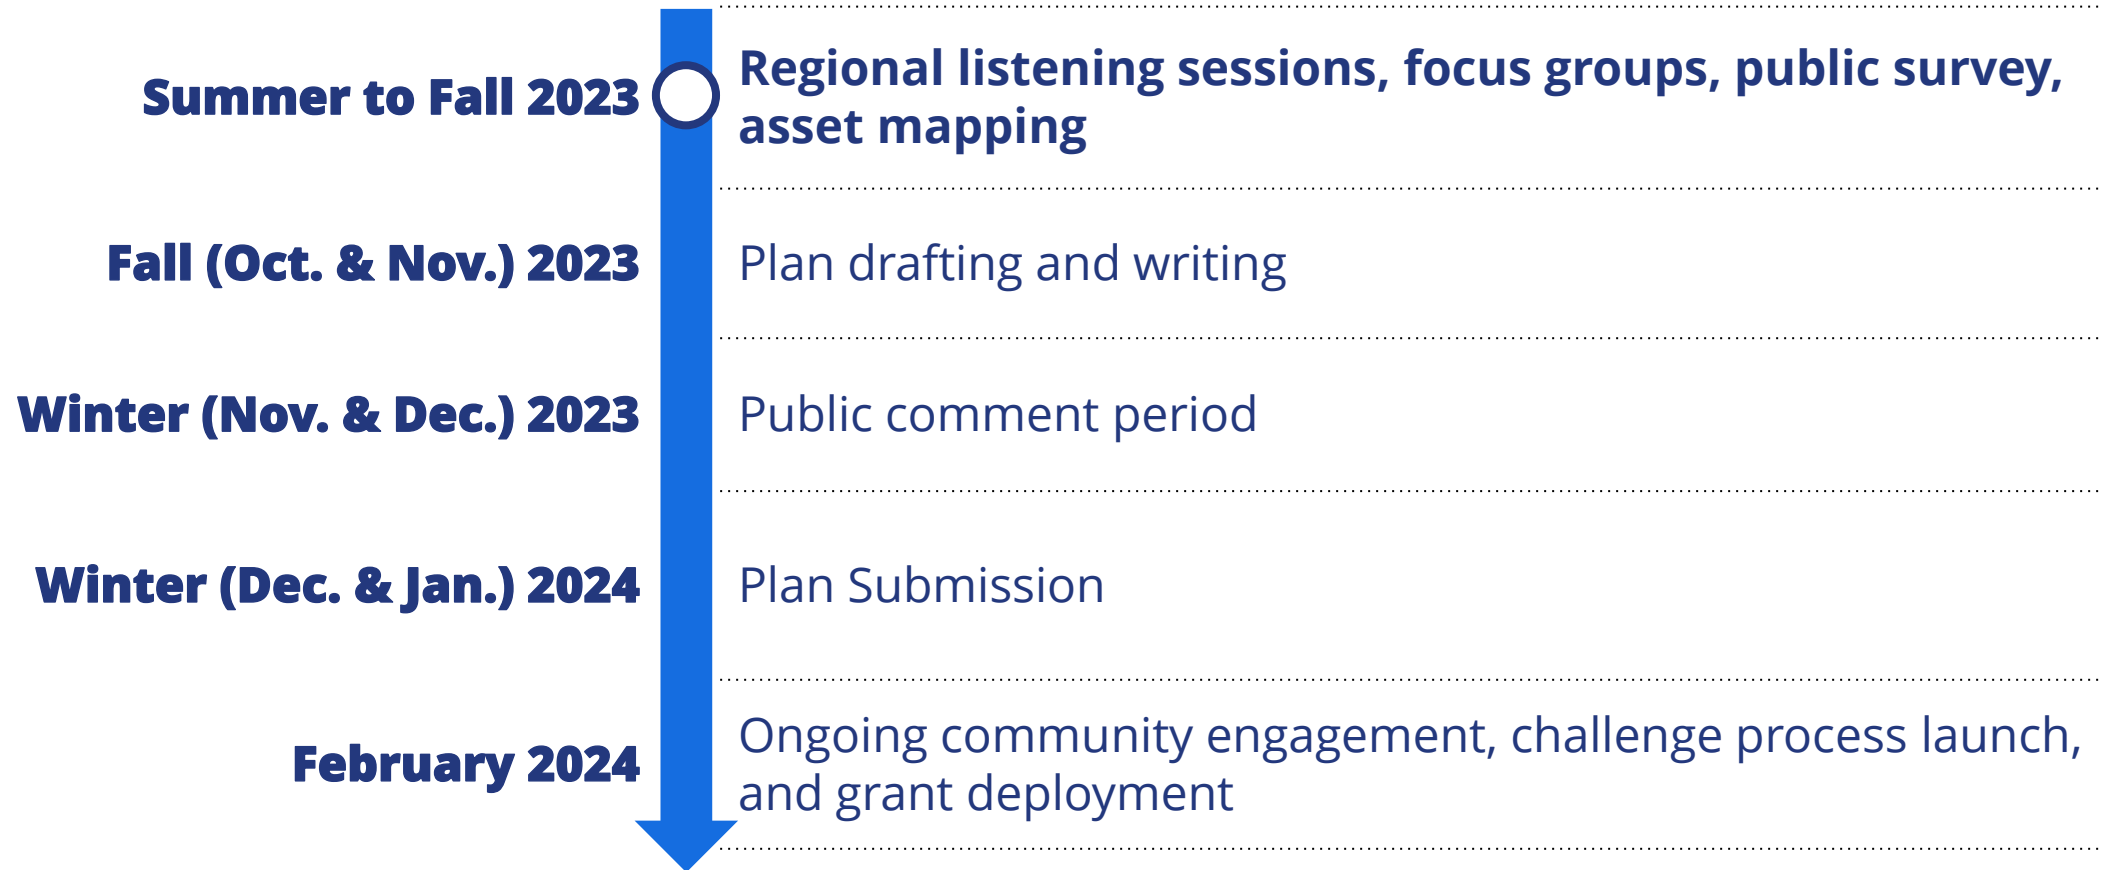 Summer to Fall 2023
Regional listening sessions, focus groups, public survey,
asset mapping
Fall (Oct. & Nov.) 2023
Plan drafting and writing
Winter (Nov. & Dec.) 2023
Public comment period
Winter (Dec. & Jan.) 2024
Plan Submission
February 2024
Ongoing community engagement, challenge process launch,
and grant deployment